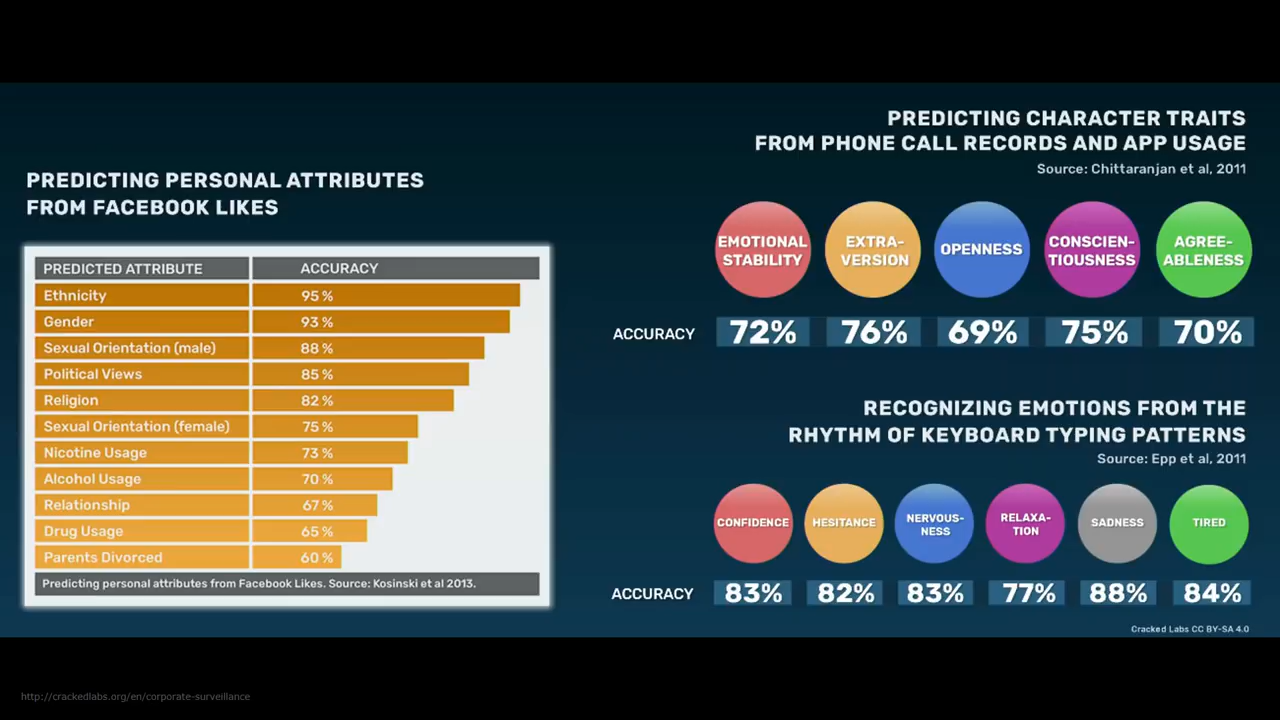 PREDICTING PERSONAL ATTRIBUTES
FROM FACEBOOK LIKES
PREDICTED ATTRIBUTE ACCURACY
Ethnicity 95 %
Gender 93 %
Sexual Orientation (male) 88 %
Political Views 85 %
Religion 82 %
Sexual Orientation (female) 75 %
Nicotine Usage 73 %
Alcohol Usage 70 %
Relationship 67 %
Drug Usage 65 %
Parents Divorced 60 %
Predicting personal attributes from Facebook Likes. Source: Kosinski et al 2013.
PREDICTING CHARACTER TRAITS
FROM PHONE CALL RECORDS AND APP USAGE
Source: Chittaranjan et al, 2011
EMOTIONAL
STABILITY
EXTRA-
VERSION
OPENNESS
CONSCIEN-
TIOUSNESS
AGREE-
ABLENESS
ACCURACY 72% 76% 69% 75% 70%
RECOGNIZING EMOTIONS FROM THE
RHYTHM OF KEYBOARD TYPING PATTERNS
Source: Epp et al, 2011
CONFIDENCE
HESITANCE
NERVOUS-
NESS
RELAXA-
TION
SADNESS
TIRED
ACCURACY 83% 82% 83% 77% 88% 84%
Cracked Labs CC BY-SA 4.0
http://crackedlabs.org/en/corporate-surveillance